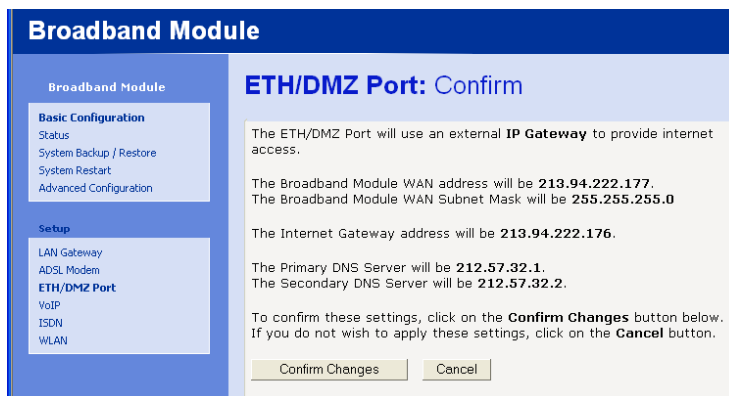 Broadband Module
Broadband Module
Basic Configuration
Status
System Backup / Restore
System Restart
Advanced Configuration
Setup
LAN Gateway
ADSL Modem
ETH/DMZ Port
VoIP
ISDN
WLAN
ETH/DMZ Port: Confirm
The ETH/DMZ Port will use an external IP Gateway to provide internet
access.
The Broadband Module WAN address will be 213.94.222.177.
The Broadband Module WAN Subnet Mask will be 255.255.255.0
The Internet Gateway address will be 213.94.222.176.
The Primary DNS Server will be 212.57.32.1.
The Secondary DNS Server will be 212.57.32.2.
To confirm these settings, click on the Confirm Changes button below.
If you do not wish to apply these settings, click on the Cancel button.
Confirm Changes
Cancel